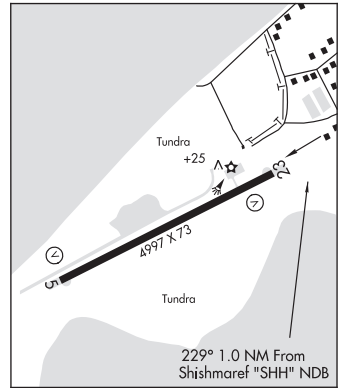 Tundra
+25
23
4997 X 73
5
Tundra
229° 1.0 NM From
Shishmaref "SHH" NDB